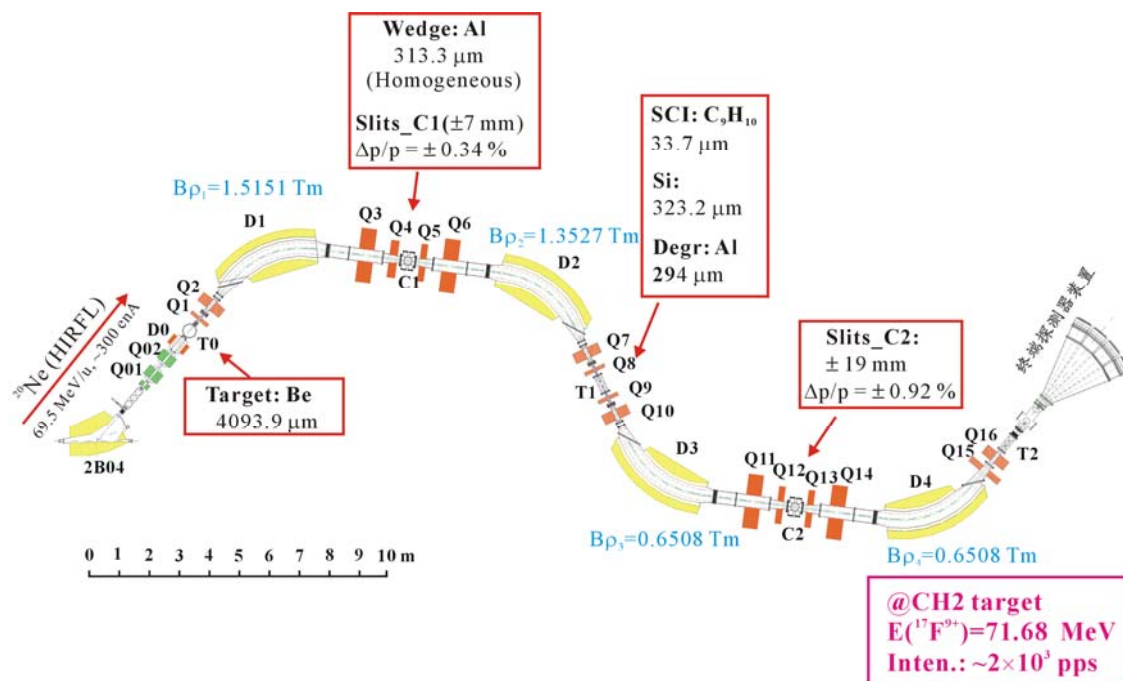 Wedge: Al
313.3 μm
(Homogeneous)
Slits_C1(±7 mm)
Δp/p = ± 0.34 %
SCI: C₉H₁₀
33.7 μm
Si:
323.2 μm
Degr: Al
294 μm
Bρ₁=1.5151 Tm
D1
Q3
Q4
Q5
Q6
C1
Bρ₂=1.3527 Tm
D2
²⁰Ne (HIRFL)
69.5 MeV/u, ~300 enA
Q01
Q02
D0
Q1
Q2
T0
2B04
Target: Be
4093.9 μm
Q7
Q8
T1
Q9
Q10
Slits_C2:
± 19 mm
Δp/p = ± 0.92 %
终端探测器装置
D3
Q11
Q12
Q13
Q14
C2
D4
Q15
Q16
T2
Bρ₃=0.6508 Tm
Bρ₄=0.6508 Tm
0 1 2 3 4 5 6 7 8 9 10 m
@CH2 target
E(¹⁷F⁹⁺)=71.68 MeV
Inten.: ~2×10³ pps